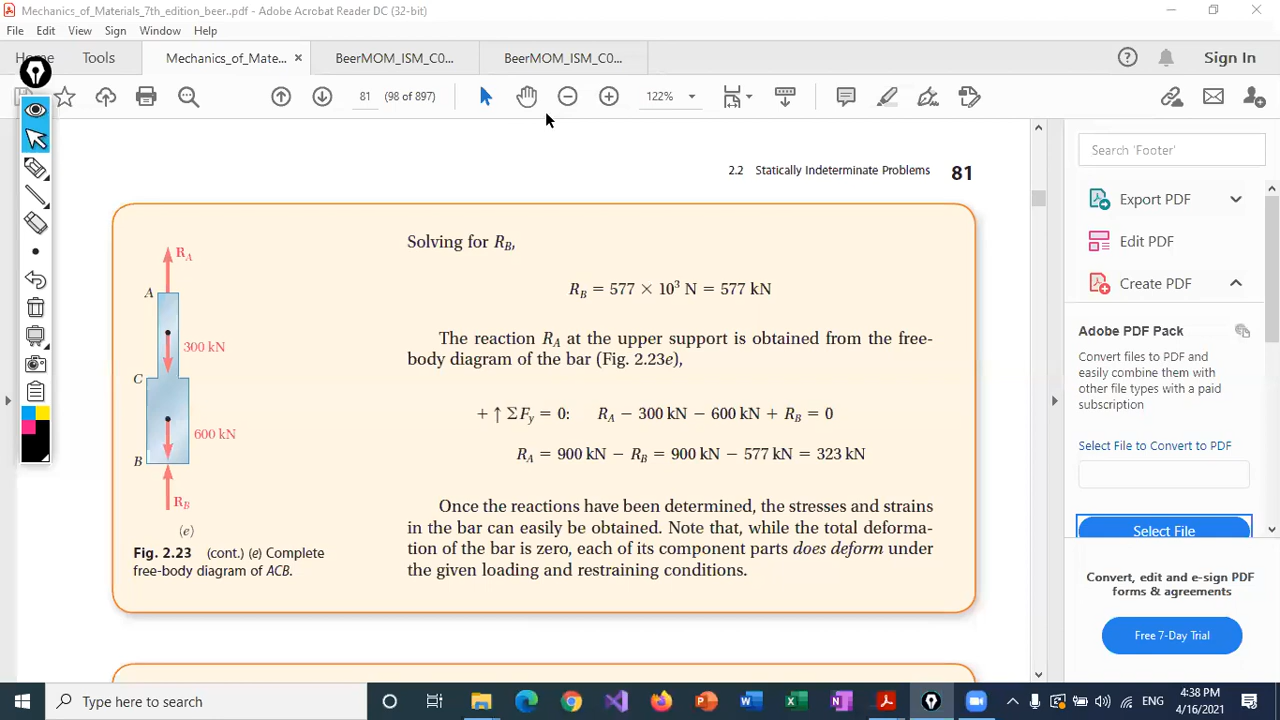 Mechanics_of_Materials_7th_edition_beer..pdf - Adobe Acrobat Reader DC (32-bit)
File Edit View Sign Window Help
Home Tools Mechanics_of_Mate... × BeerMOM_ISM_C0... BeerMOM_ISM_C0... Sign In
81 (98 of 897) 122%
2.2 Statically Indeterminate Problems 81
Solving for R_B,
R_B = 577 × 10³ N = 577 kN
The reaction R_A at the upper support is obtained from the free-
body diagram of the bar (Fig. 2.23e),
+ ↑ Σ F_y = 0: R_A − 300 kN − 600 kN + R_B = 0
R_A = 900 kN − R_B = 900 kN − 577 kN = 323 kN
Once the reactions have been determined, the stresses and strains
in the bar can easily be obtained. Note that, while the total deforma-
tion of the bar is zero, each of its component parts does deform under
the given loading and restraining conditions.
R_A
A
300 kN
C
600 kN
B
R_B
(e)
Fig. 2.23 (cont.) (e) Complete
free-body diagram of ACB.
Search 'Footer'
Export PDF
Edit PDF
Create PDF
Adobe PDF Pack
Convert files to PDF and
easily combine them with
other file types with a paid
subscription
Select File to Convert to PDF
Select File
Convert, edit and e-sign PDF
forms & agreements
Free 7-Day Trial
Type here to search
ENG
4:38 PM
4/16/2021